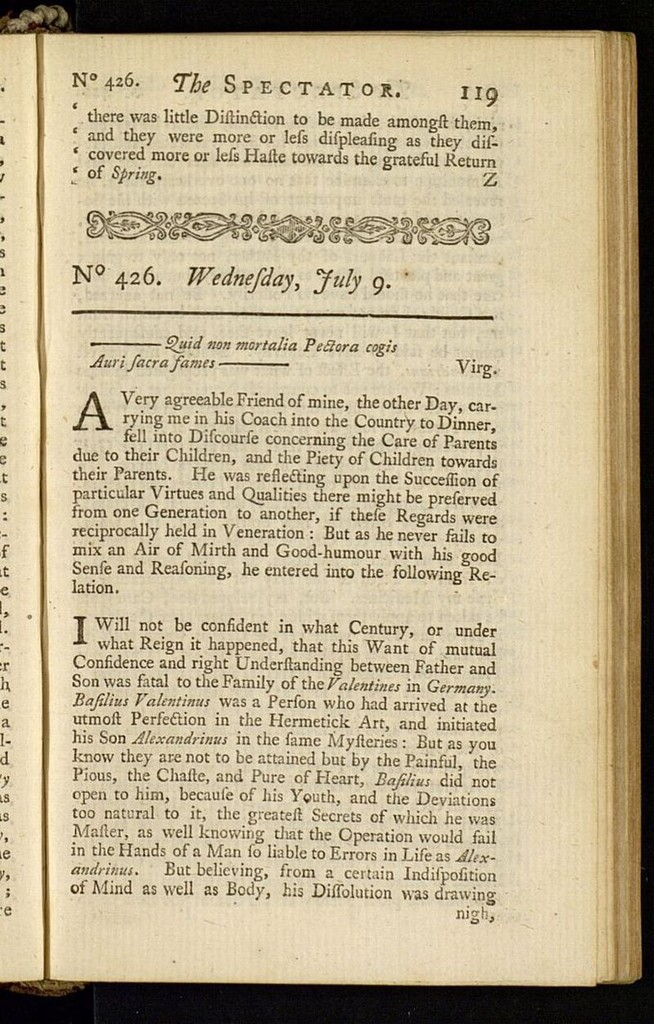 Nº 426. The SPECTATOR. 119
‘ there was little Diſtinction to be made amongſt them,
‘ and they were more or leſs diſpleaſing as they diſ-
‘ covered more or leſs Haſte towards the grateful Return
‘ of Spring. Z
Nº 426. Wedneſday, July 9.
——— Quid non mortalia Pectora cogis
Auri ſacra fames ——— Virg.
A Very agreeable Friend of mine, the other Day, car-
rying me in his Coach into the Country to Dinner,
fell into Diſcourſe concerning the Care of Parents
due to their Children, and the Piety of Children towards
their Parents. He was reflecting upon the Succeſſion of
particular Virtues and Qualities there might be preſerved
from one Generation to another, if theſe Regards were
reciprocally held in Veneration : But as he never fails to
mix an Air of Mirth and Good-humour with his good
Senſe and Reaſoning, he entered into the following Re-
lation.
I Will not be confident in what Century, or under
what Reign it happened, that this Want of mutual
Confidence and right Underſtanding between Father and
Son was fatal to the Family of the Valentines in Germany.
Baſilius Valentinus was a Perſon who had arrived at the
utmoſt Perfection in the Hermetick Art, and initiated
his Son Alexandrinus in the ſame Myſteries : But as you
know they are not to be attained but by the Painful, the
Pious, the Chaſte, and Pure of Heart, Baſilius did not
open to him, becauſe of his Youth, and the Deviations
too natural to it, the greateſt Secrets of which he was
Maſter, as well knowing that the Operation would fail
in the Hands of a Man ſo liable to Errors in Life as Alex-
andrinus. But believing, from a certain Indiſpoſition
of Mind as well as Body, his Diſſolution was drawing
nigh,